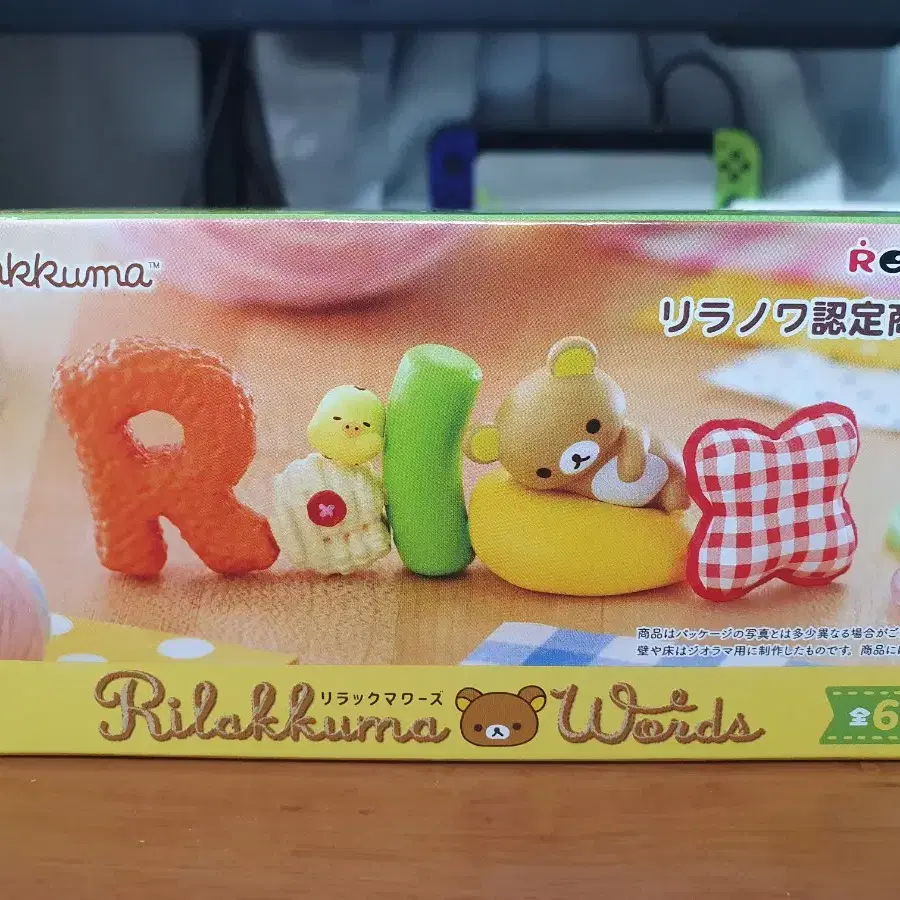 akkuma™
Re
リラノワ認定商
RiLax
商品はパッケージの写真とは多少異なる場合がご
壁や床はジオラマ用に制作したものです。商品には
リラックマワーズ
Rilakkuma Words
全6